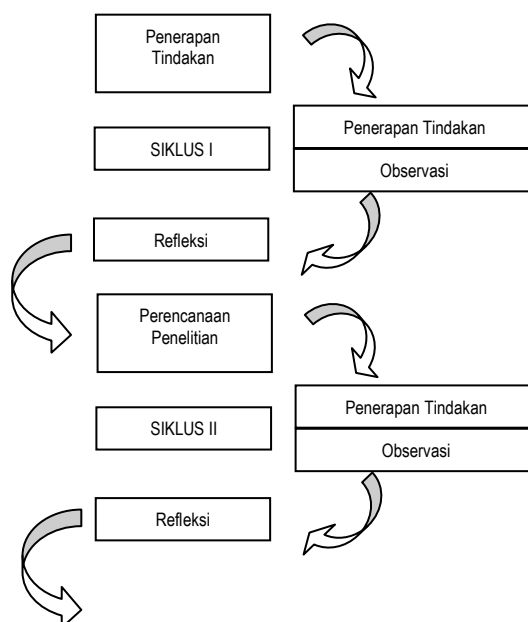 Penerapan
Tindakan
Penerapan Tindakan
SIKLUS I
Observasi
Refleksi
Perencanaan
Penelitian
Penerapan Tindakan
SIKLUS II
Observasi
Refleksi